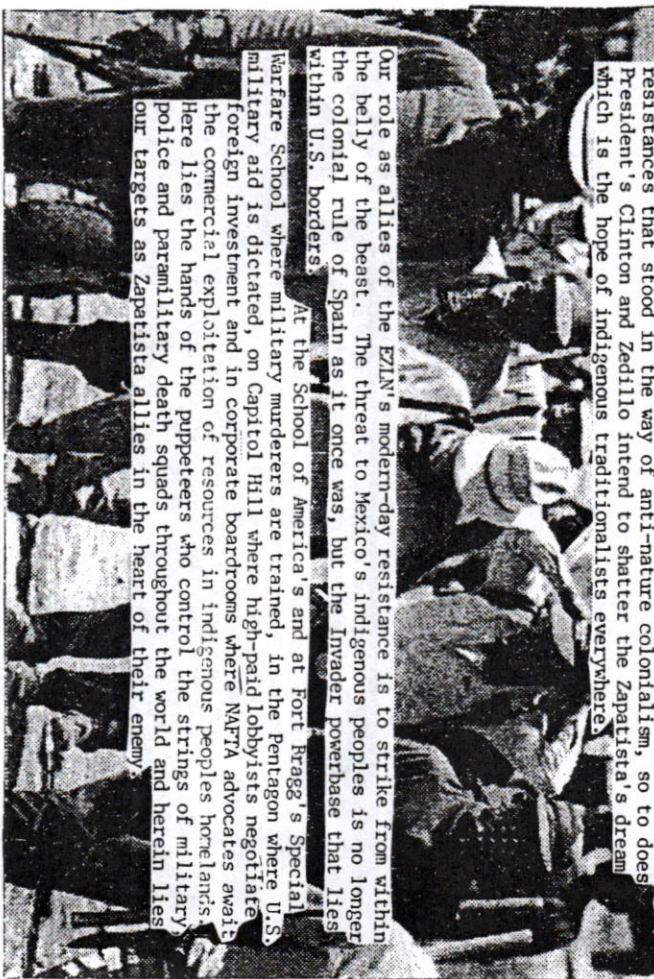 resistances that stood in the way of anti-nature colonialism, so to does
President's Clinton and Zedillo intend to shatter the Zapatista's dream
which is the hope of indigenous traditionalists everywhere.
Our role as allies of the EZLN's modern-day resistance is to strike from within
the belly of the beast. The threat to Mexico's indigenous peoples is no longer
the colonial rule of Spain as it once was, but the Invader powerbase that lies
within U.S. borders.
At the School of America's and at Fort Bragg's Special
Warfare School where military murderers are trained, in the Pentagon where U.S.
military aid is dictated, on Capitol Hill where high-paid lobbyists negotiate
foreign investment and in corporate boardrooms where NAFTA advocates await
the commercial exploitation of resources in indigenous peoples homelands.
Here lies the hands of the puppeteers who control the strings of military
police and paramilitary death squads throughout the world and herein lies
our targets as Zapatista allies in the heart of their enemy.